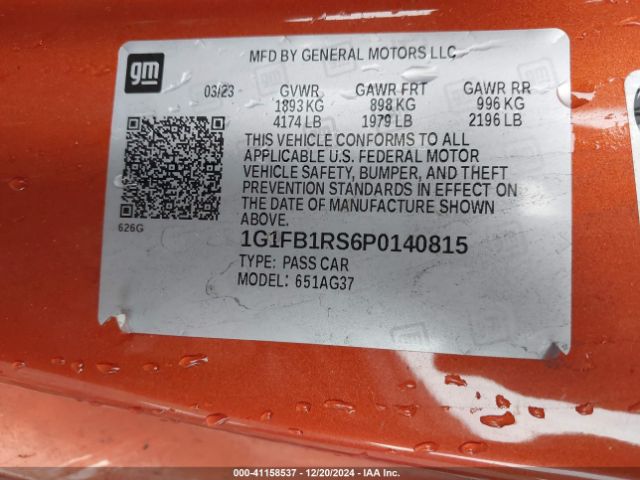 gm
MFD BY GENERAL MOTORS LLC
03/23 GVWR GAWR FRT GAWR RR
1893 KG 898 KG 996 KG
4174 LB 1979 LB 2196 LB
THIS VEHICLE CONFORMS TO ALL
APPLICABLE U.S. FEDERAL MOTOR
VEHICLE SAFETY, BUMPER, AND THEFT
PREVENTION STANDARDS IN EFFECT ON
THE DATE OF MANUFACTURE SHOWN
ABOVE.
626G
1G1FB1RS6P0140815
TYPE: PASS CAR
MODEL: 651AG37
000-41158537 - 12/20/2024 - IAA Inc.